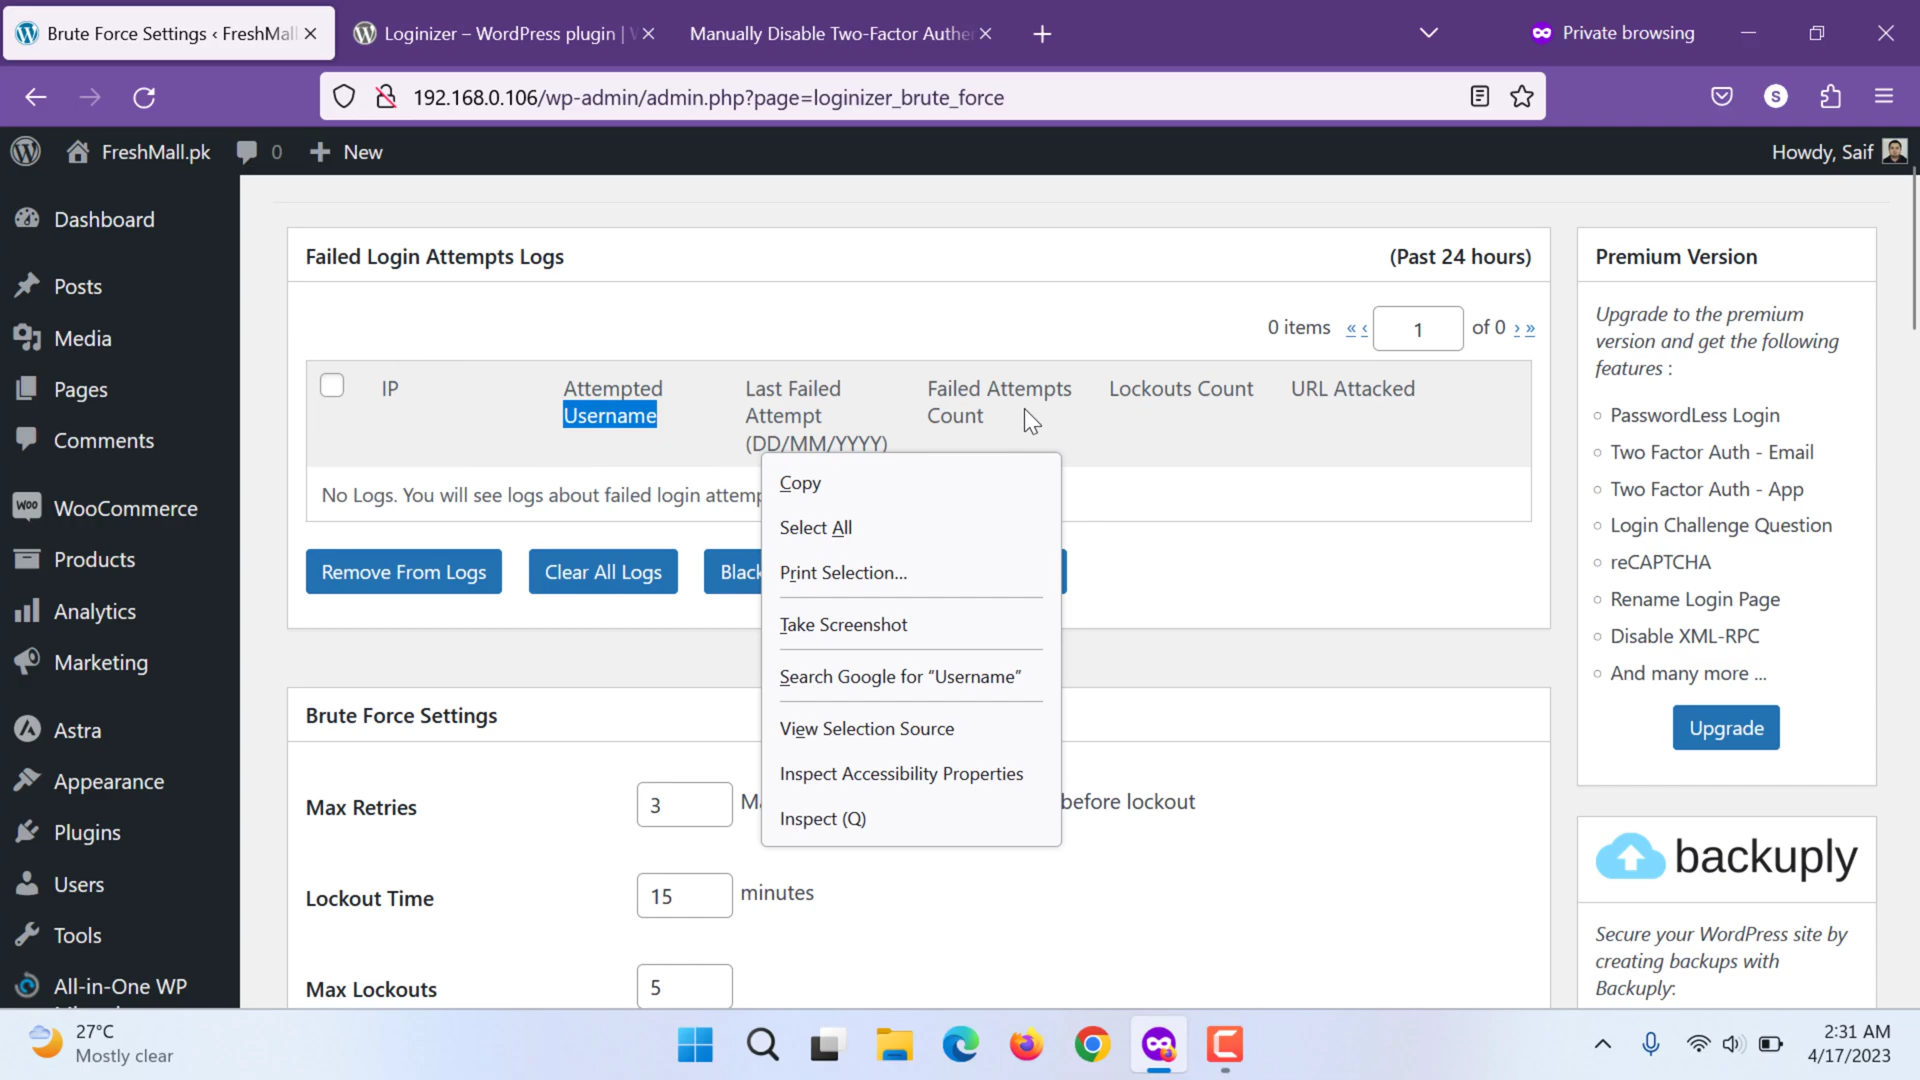 Brute Force Settings ‹ FreshMall
Loginizer – WordPress plugin |
Manually Disable Two-Factor Authe
Private browsing
192.168.0.106/wp-admin/admin.php?page=loginizer_brute_force
S
FreshMall.pk
0
New
Howdy, Saif
Dashboard
Posts
Media
Pages
Comments
WooCommerce
Products
Analytics
Marketing
Astra
Appearance
Plugins
Users
Tools
All-in-One WP
Failed Login Attempts Logs
(Past 24 hours)
0 items « ‹ 1 of 0 › »
IP
Attempted
Username
Last Failed
Attempt
(DD/MM/YYYY)
Failed Attempts
Count
Lockouts Count
URL Attacked
No Logs. You will see logs about failed login attemp
Remove From Logs
Clear All Logs
Black
Copy
Select All
Print Selection...
Take Screenshot
Search Google for “Username”
View Selection Source
Inspect Accessibility Properties
Inspect (Q)
Brute Force Settings
Max Retries
3
before lockout
Lockout Time
15
minutes
Max Lockouts
5
Premium Version
Upgrade to the premium
version and get the following
features :
PasswordLess Login
Two Factor Auth - Email
Two Factor Auth - App
Login Challenge Question
reCAPTCHA
Rename Login Page
Disable XML-RPC
And many more ...
Upgrade
backuply
Secure your WordPress site by
creating backups with
Backuply:
27°C
Mostly clear
2:31 AM
4/17/2023